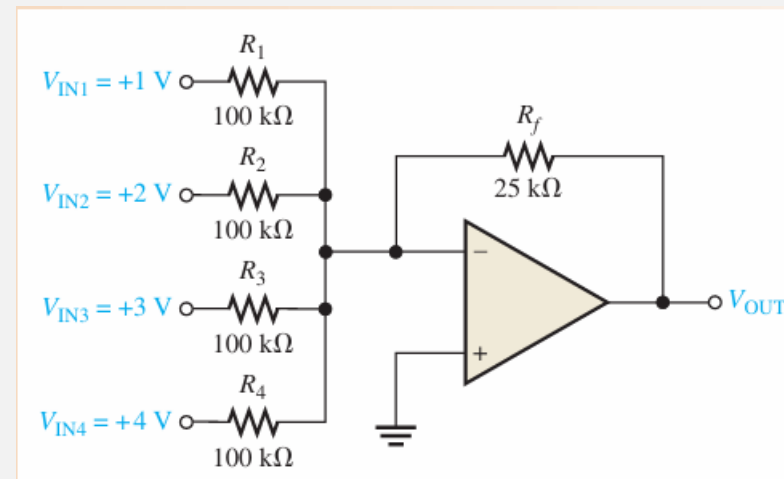 R1
VIN1 = +1 V
100 kΩ
R2
VIN2 = +2 V
100 kΩ
R3
VIN3 = +3 V
100 kΩ
R4
VIN4 = +4 V
100 kΩ
Rf
25 kΩ
−
+
VOUT